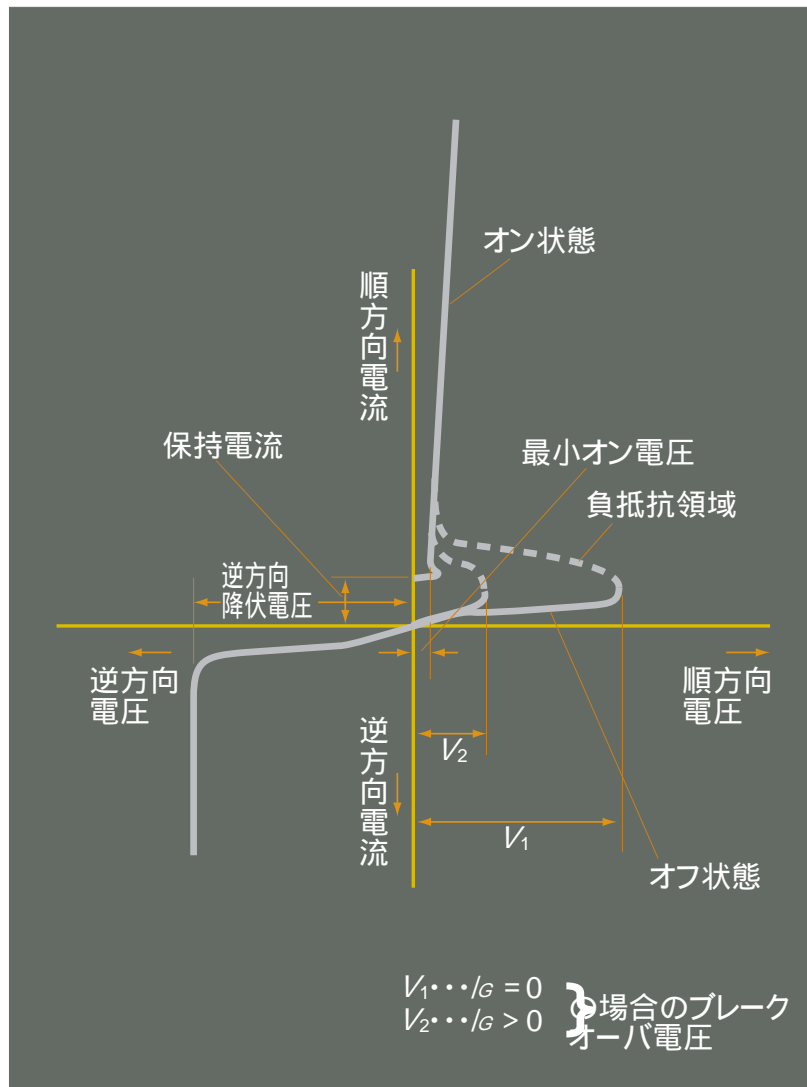 オン状態
順方向電流
保持電流
最小オン電圧
負抵抗領域
逆方向
降伏電圧
逆方向
電圧
順方向
電圧
逆方向電流
V2
V1
オフ状態
V1・・・IG = 0
V2・・・IG > 0
}の場合のブレーク
オーバ電圧